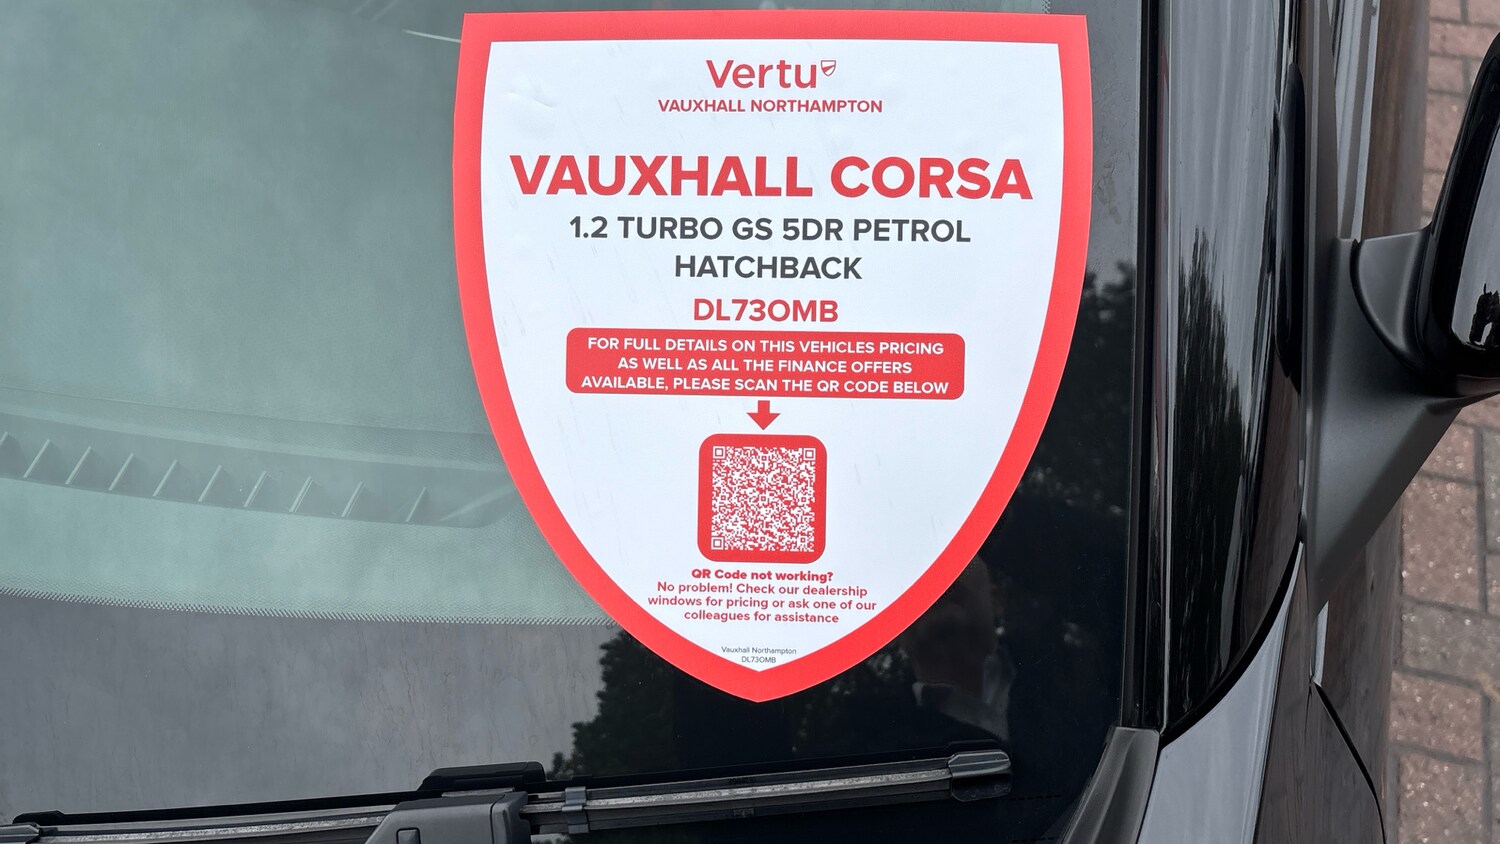 Vertu
VAUXHALL NORTHAMPTON
VAUXHALL CORSA
1.2 TURBO GS 5DR PETROL
HATCHBACK
DL73OMB
FOR FULL DETAILS ON THIS VEHICLES PRICING
AS WELL AS ALL THE FINANCE OFFERS
AVAILABLE, PLEASE SCAN THE QR CODE BELOW
QR Code not working?
No problem! Check our dealership
windows for pricing or ask one of our
colleagues for assistance
Vauxhall Northampton
DL73OMB